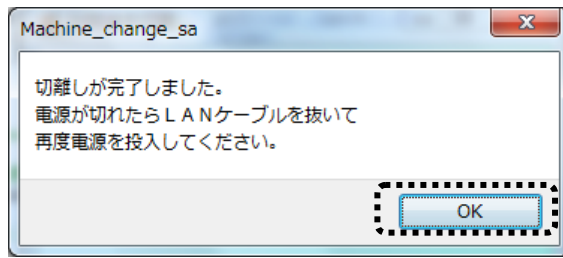 Machine_change_sa
切離しが完了しました。
電源が切れたらＬＡＮケーブルを抜いて
再度電源を投入してください。
OK